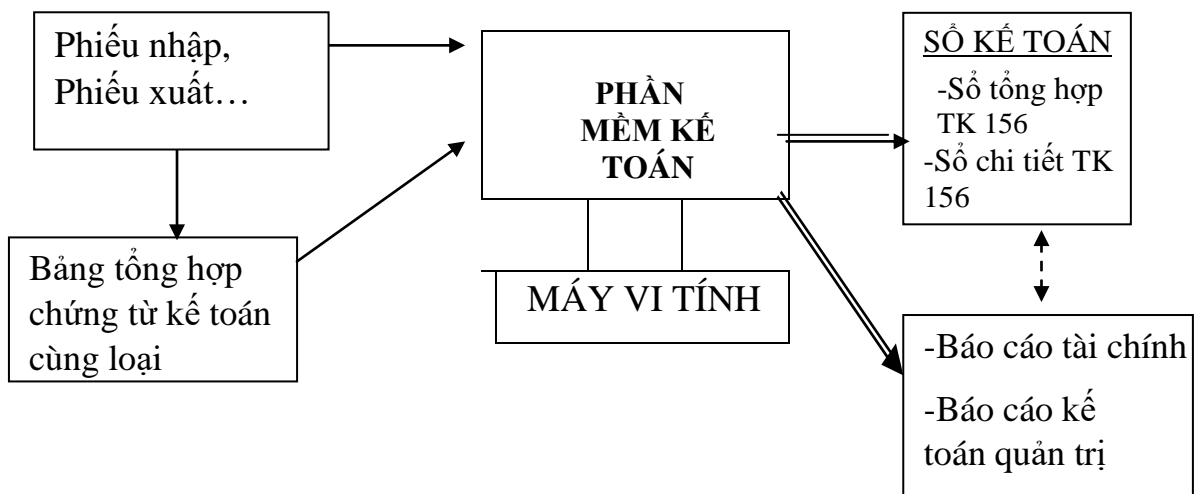 Phiếu nhập,
Phiếu xuất…
Bảng tổng hợp
chứng từ kế toán
cùng loại
PHẦN
MỀM KẾ
TOÁN
MÁY VI TÍNH
SỔ KẾ TOÁN
-Sổ tổng hợp
TK 156
-Sổ chi tiết TK
156
-Báo cáo tài chính
-Báo cáo kế
toán quản trị